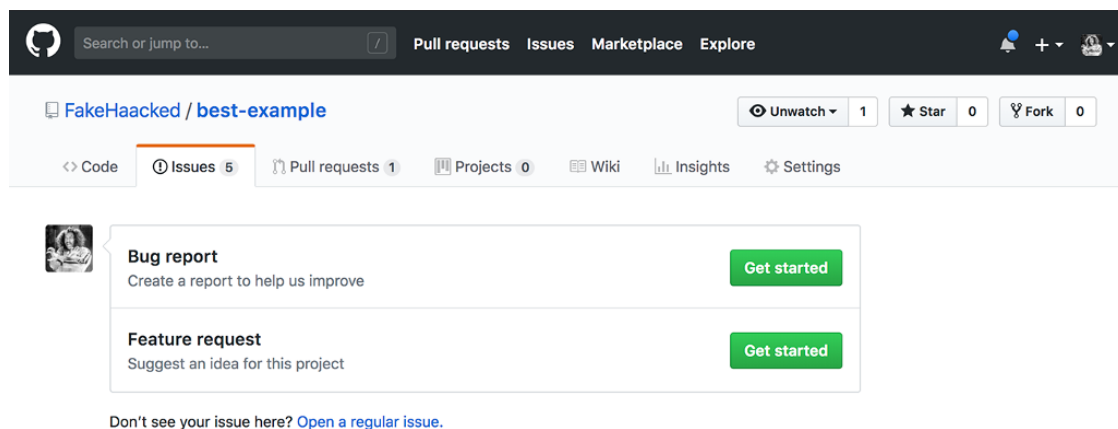 Search or jump to... / Pull requests Issues Marketplace Explore
FakeHaacked / best-example Unwatch 1 Star 0 Fork 0
<> Code Issues 5 Pull requests 1 Projects 0 Wiki Insights Settings
Bug report
Create a report to help us improve
Get started
Feature request
Suggest an idea for this project
Get started
Don't see your issue here? Open a regular issue.